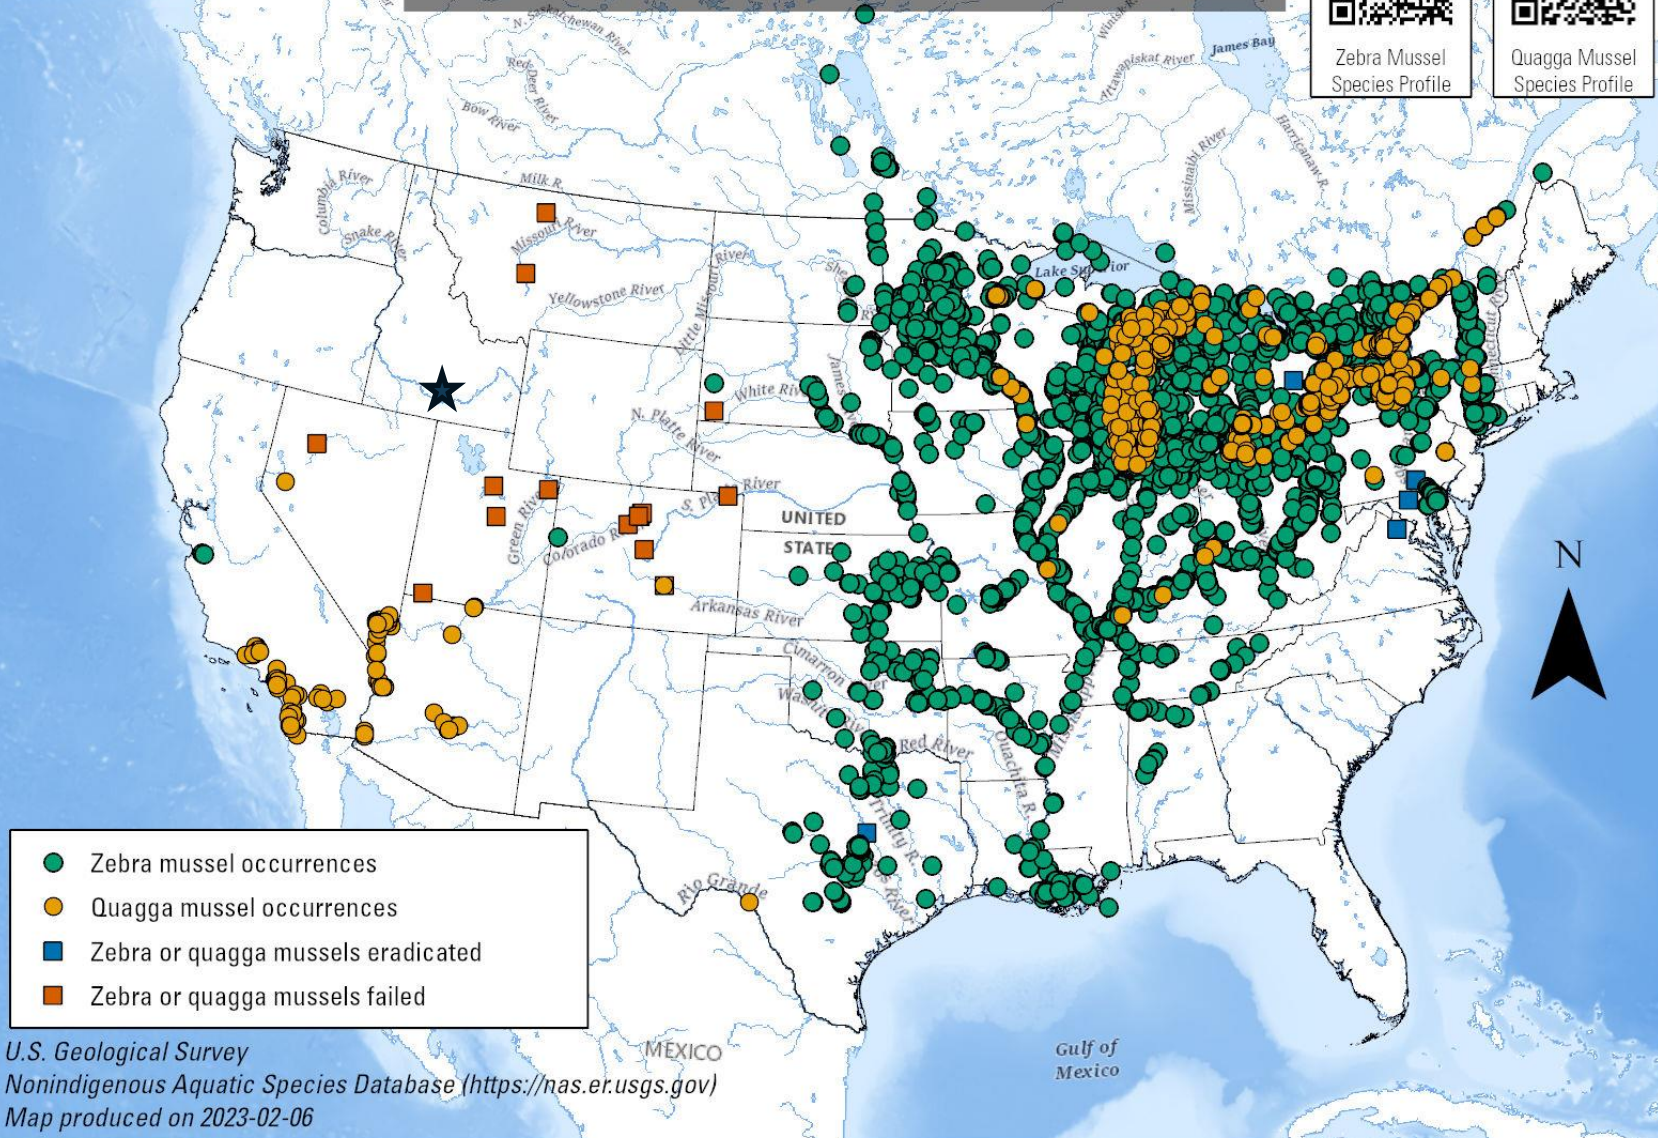 Zebra Mussel
Species Profile
Quagga Mussel
Species Profile
N. Saskatchewan River
Red Deer River
Bow River
James Bay
Attawapiskat River
Missinaibi River
Harricanaw R.
Columbia River
Snake River
Milk R.
Missouri River
Yellowstone River
Little Missouri River
Lake Superior
White River
N. Platte River
S. Platte River
Green River
Colorado R.
UNITED
STATES
Arkansas River
Cimarron River
Washita River
Red River
Ouachita R.
Trinity R.
Rio Grande
N
Zebra mussel occurrences
Quagga mussel occurrences
Zebra or quagga mussels eradicated
Zebra or quagga mussels failed
MÉXICO
Gulf of
Mexico
U.S. Geological Survey
Nonindigenous Aquatic Species Database (https://nas.er.usgs.gov)
Map produced on 2023-02-06